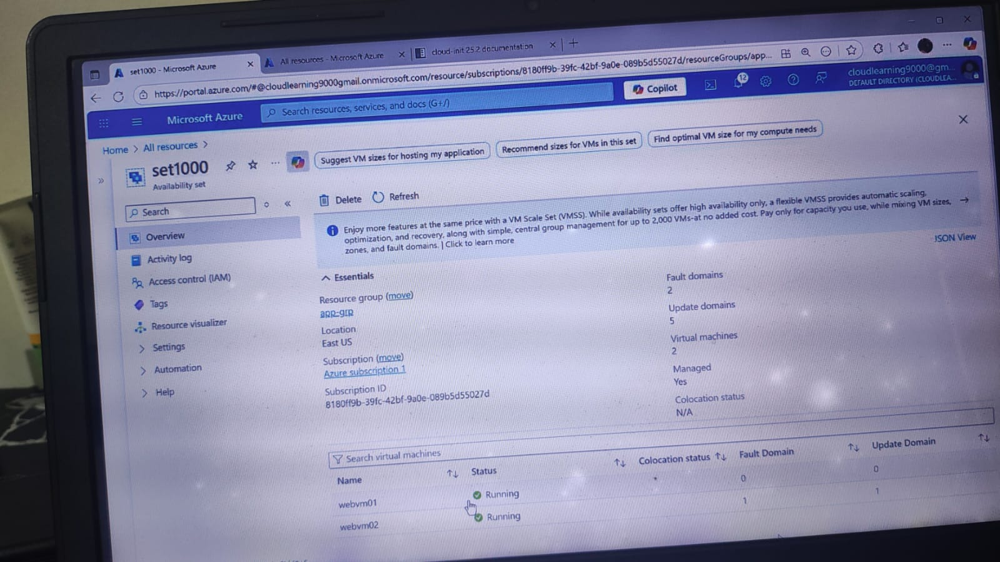 set1000 - Microsoft Azure
All resources - Microsoft Azure
cloud-init 25.2 documentation
https://portal.azure.com/#@cloudlearning9000gmail.onmicrosoft.com/resource/subscriptions/8180ff9b-39fc-42bf-9a0e-089b5d55027d/resourceGroups/app...
Microsoft Azure
Search resources, services, and docs (G+/)
Copilot
12
cloudlearning9000@gm...
DEFAULT DIRECTORY (CLOUDLEA...
Home > All resources >
set1000
Availability set
Suggest VM sizes for hosting my application
Recommend sizes for VMs in this set
Find optimal VM size for my compute needs
Search
Delete
Refresh
Overview
Activity log
Access control (IAM)
Tags
Resource visualizer
Settings
Automation
Help
Enjoy more features at the same price with a VM Scale Set (VMSS). While availability sets offer high availability only, a flexible VMSS provides automatic scaling,
optimization, and recovery, along with simple, central group management for up to 2,000 VMs-at no added cost. Pay only for capacity you use, while mixing VM sizes,
zones, and fault domains. | Click to learn more
JSON View
Essentials
Resource group (move)
app-grp
Location
East US
Subscription (move)
Azure subscription 1
Subscription ID
8180ff9b-39fc-42bf-9a0e-089b5d55027d
Fault domains
2
Update domains
5
Virtual machines
2
Managed
Yes
Colocation status
N/A
Search virtual machines
Name
Status
Colocation status
Fault Domain
Update Domain
webvm01
Running
0
0
webvm02
Running
1
1